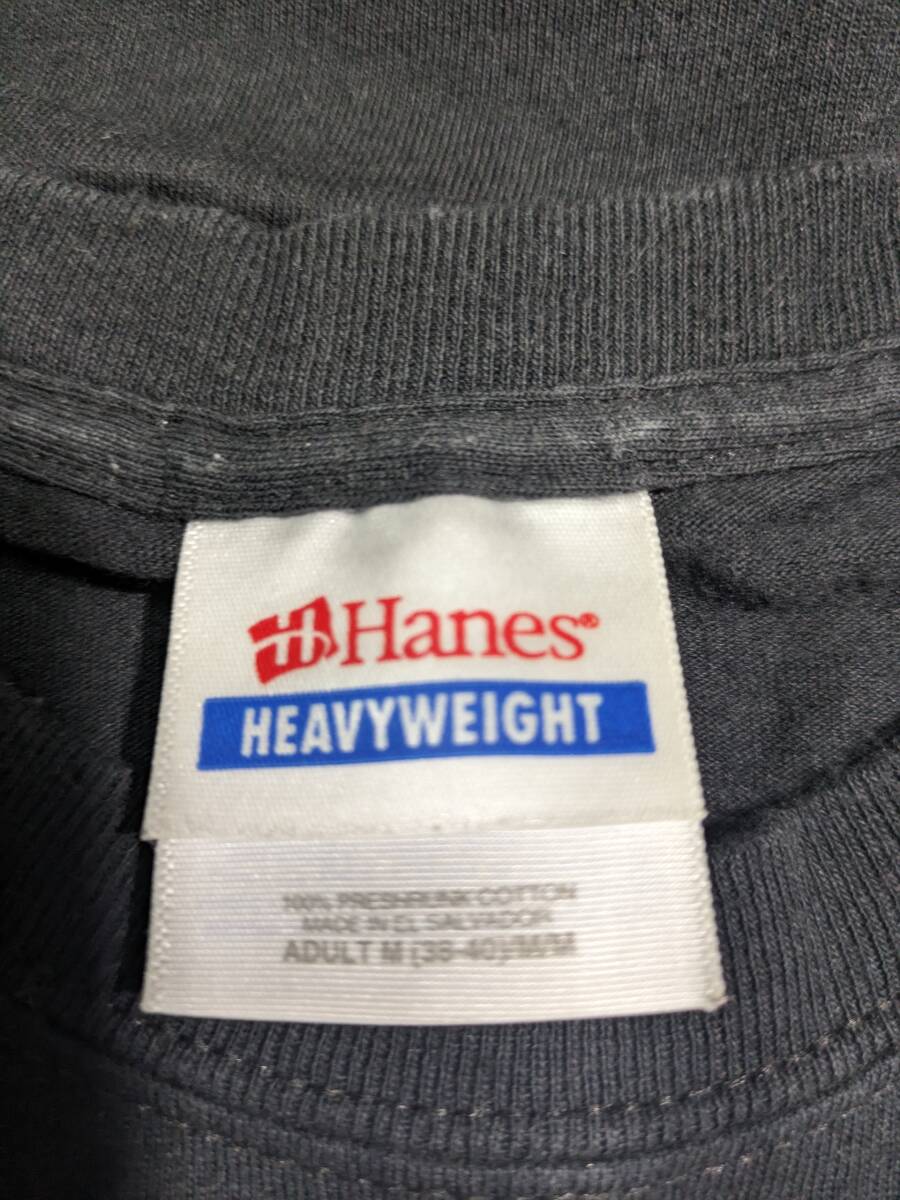 Hanes®
HEAVYWEIGHT
100% PRESHRUNK COTTON
MADE IN EL SALVADOR
ADULT M (38-40)/M/M